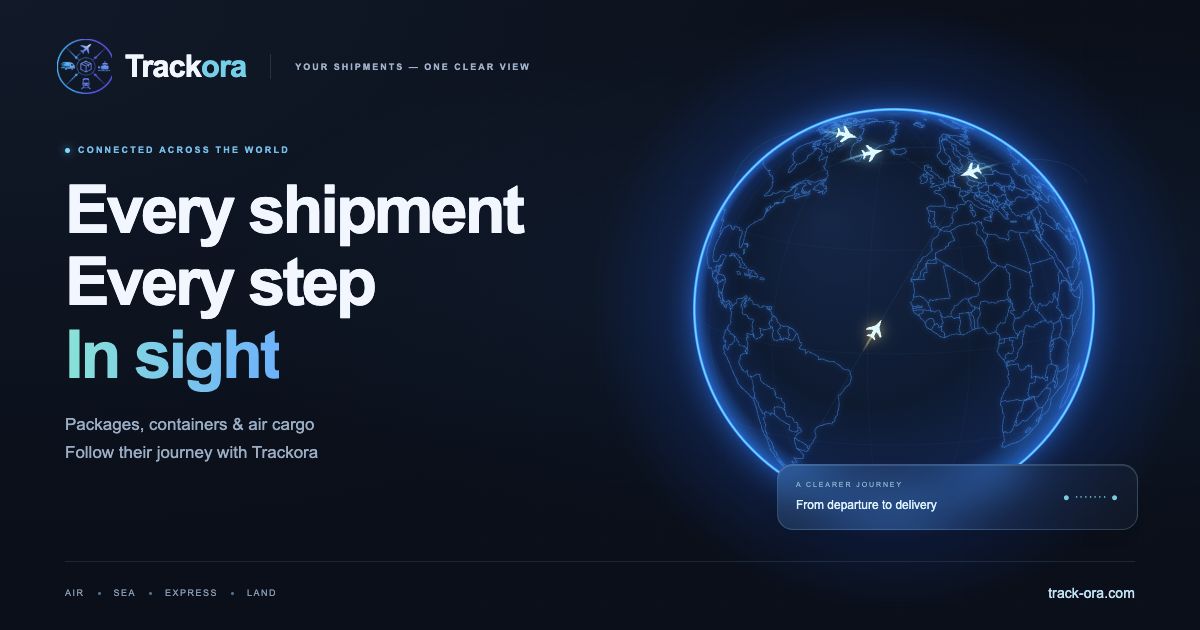 Trackora
YOUR SHIPMENTS — ONE CLEAR VIEW
CONNECTED ACROSS THE WORLD
Every shipment
Every step
In sight
Packages, containers & air cargo
Follow their journey with Trackora
A CLEARER JOURNEY
From departure to delivery
AIR • SEA • EXPRESS • LAND
track-ora.com